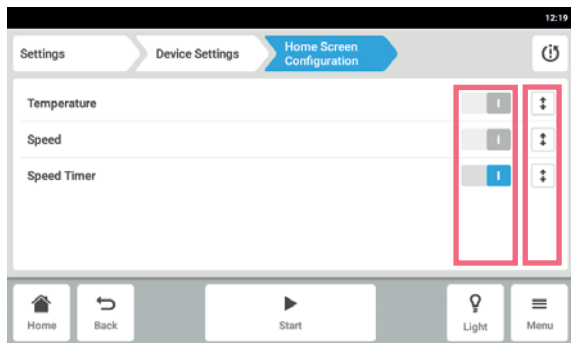 12:19
Settings
Device Settings
Home Screen
Configuration
Temperature
Speed
Speed Timer
Home
Back
Start
Light
Menu